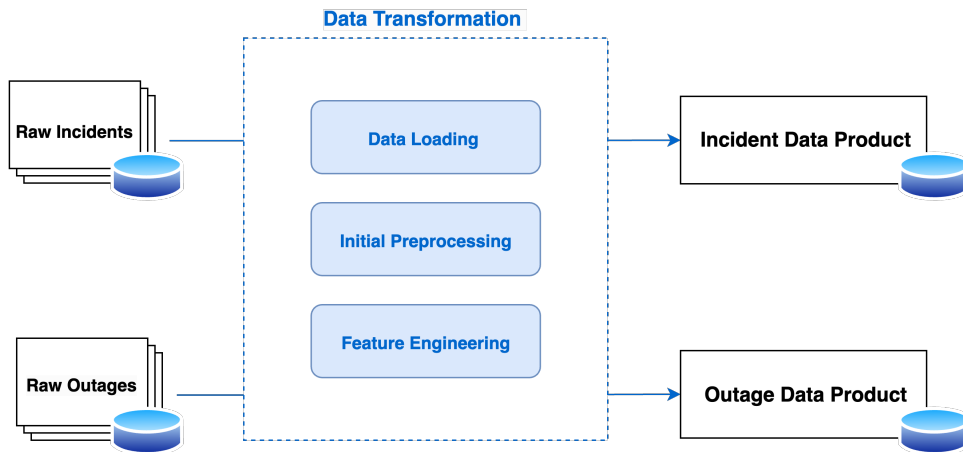 Data Transformation
Raw Incidents
Data Loading
Incident Data Product
Initial Preprocessing
Feature Engineering
Raw Outages
Outage Data Product